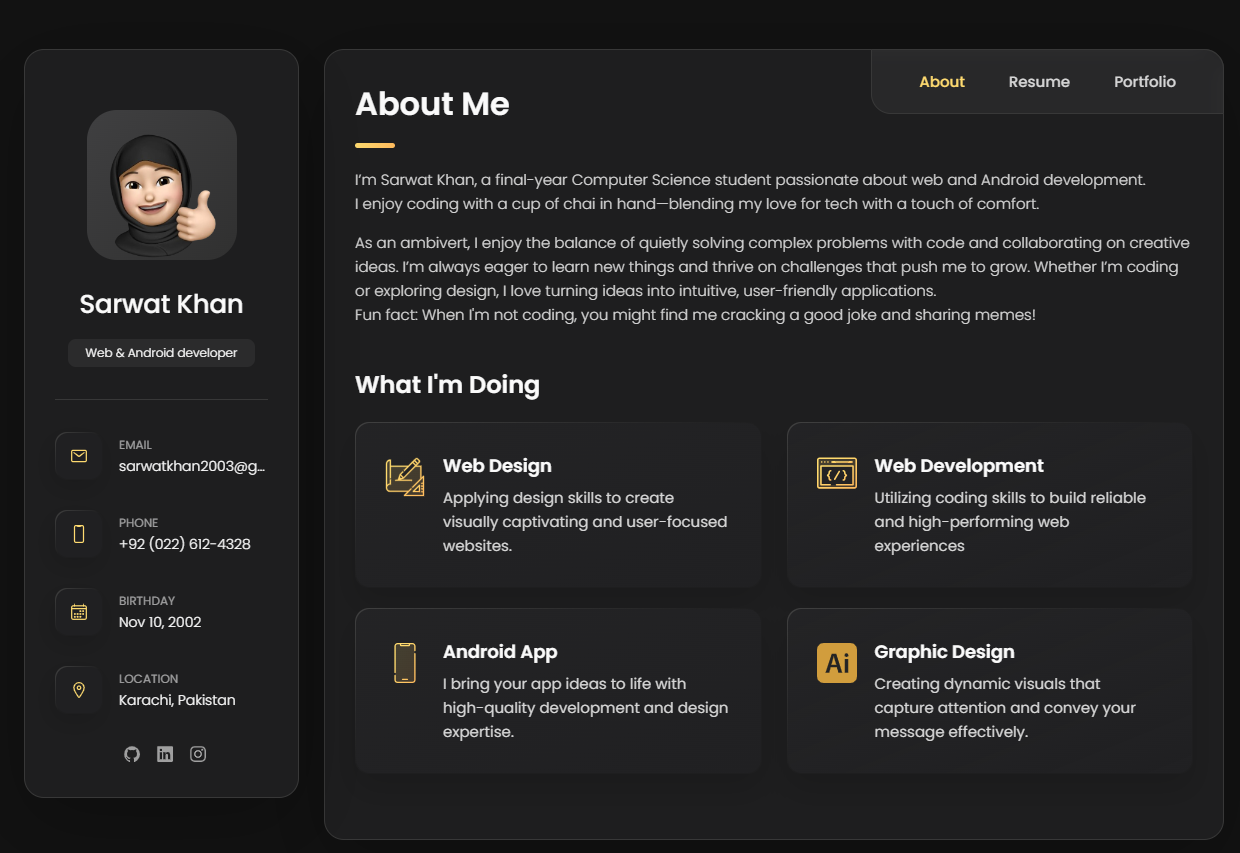 Sarwat Khan
Web & Android developer
EMAIL
sarwatkhan2003@g...
PHONE
+92 (022) 612-4328
BIRTHDAY
Nov 10, 2002
LOCATION
Karachi, Pakistan
About Resume Portfolio
About Me
I’m Sarwat Khan, a final-year Computer Science student passionate about web and Android development.
I enjoy coding with a cup of chai in hand—blending my love for tech with a touch of comfort.
As an ambivert, I enjoy the balance of quietly solving complex problems with code and collaborating on creative
ideas. I’m always eager to learn new things and thrive on challenges that push me to grow. Whether I’m coding
or exploring design, I love turning ideas into intuitive, user-friendly applications.
Fun fact: When I'm not coding, you might find me cracking a good joke and sharing memes!
What I'm Doing
Web Design
Applying design skills to create
visually captivating and user-focused
websites.
Web Development
Utilizing coding skills to build reliable
and high-performing web
experiences
Android App
I bring your app ideas to life with
high-quality development and design
expertise.
Ai
Graphic Design
Creating dynamic visuals that
capture attention and convey your
message effectively.